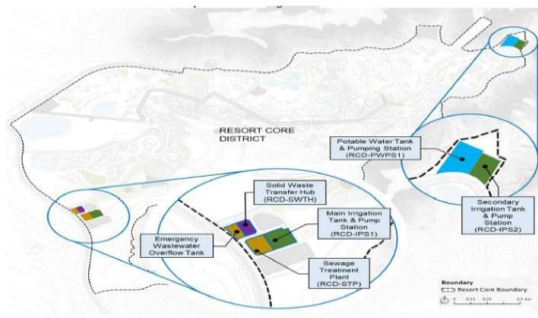 RESORT CORE
DISTRICT
Potable Water Tank
& Pumping Station
(RCD-PWPS1)
Solid Waste
Transfer Hub
(RCD-SWTH)
Main Irrigation
Tank & Pump
Station
(RCD-IPS1)
Secondary
Irrigation Tank
& Pump
Station
(RCD-IPS2)
Emergency
Wastewater
Overflow Tank
Sewage
Treatment
Plant
(RCD-STP)
Boundary
Resort Core Boundary